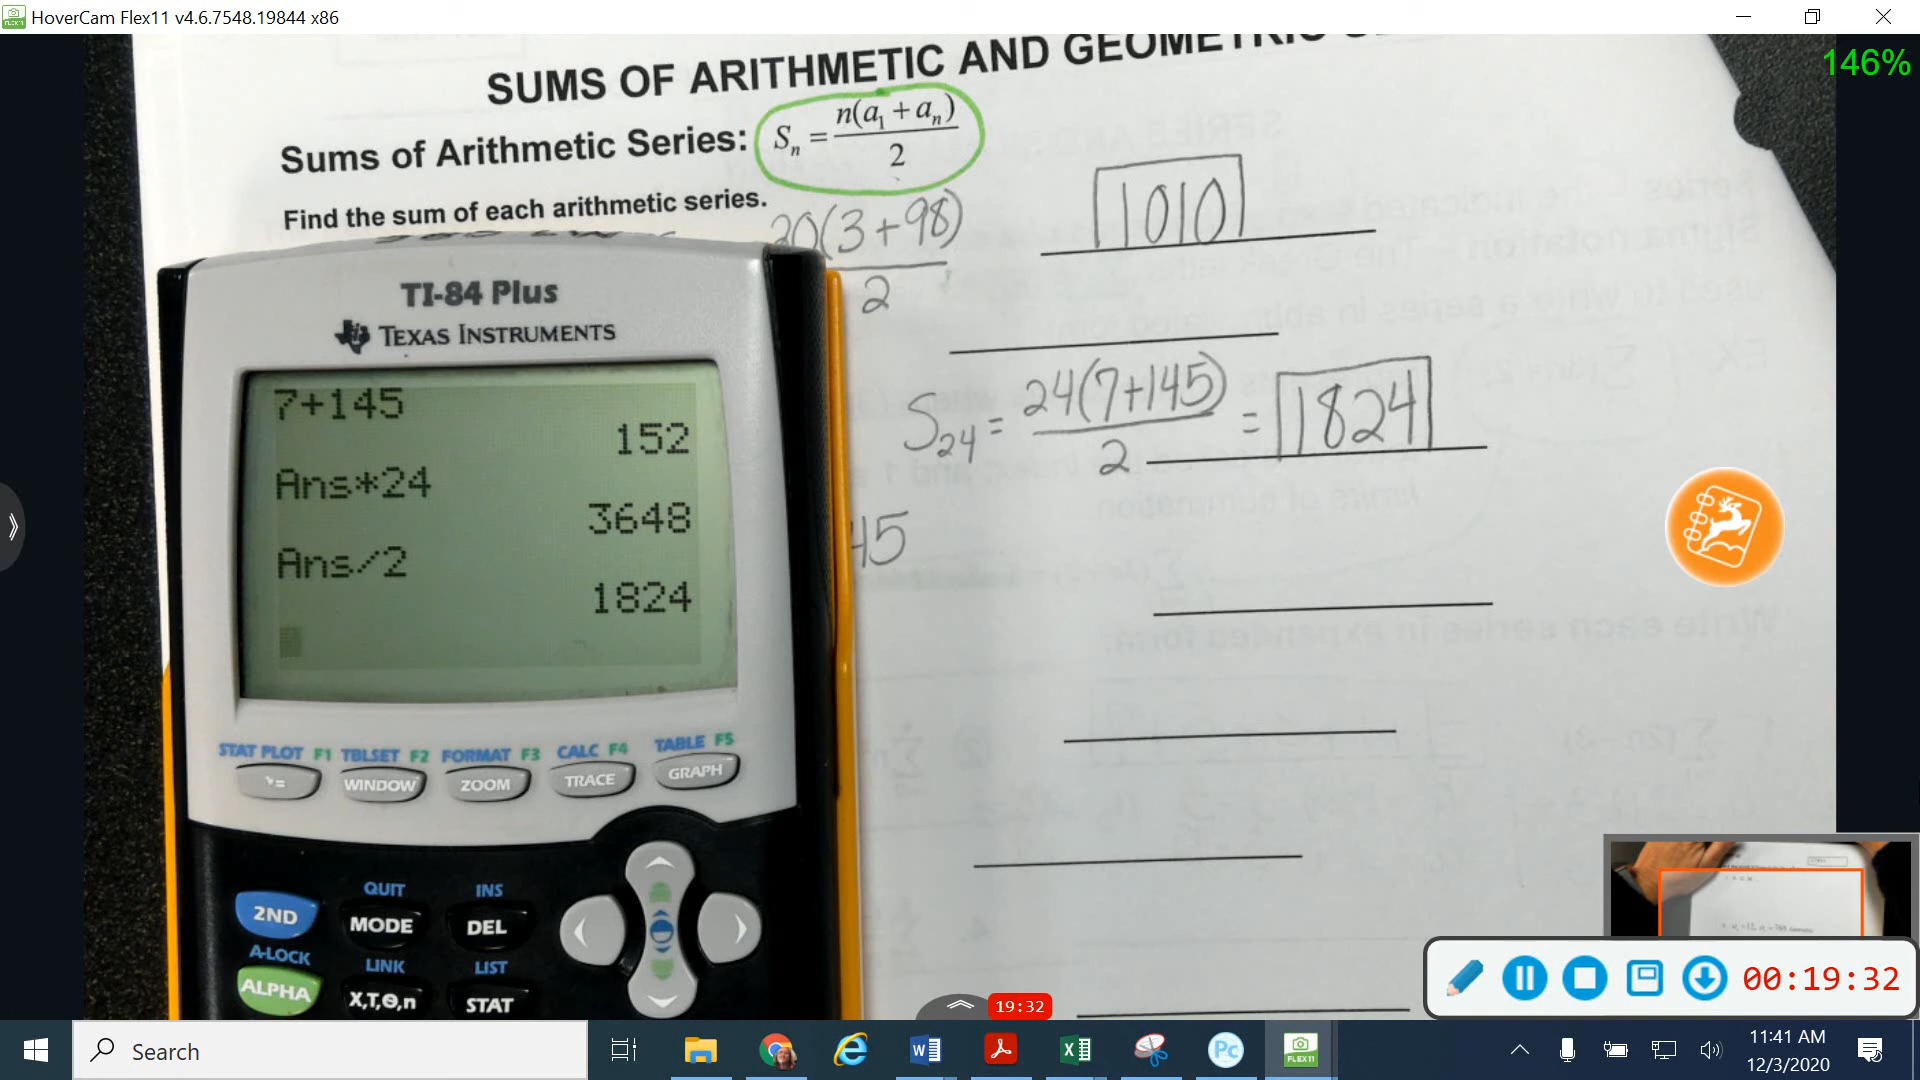 HoverCam Flex11 v4.6.7548.19844 x86
146%
SUMS OF ARITHMETIC AND GEOMETRIC
Sums of Arithmetic Series: Sn = n(a1 + an) / 2
Find the sum of each arithmetic series.
20(3+98)
2
1010
TI-84 Plus
TEXAS INSTRUMENTS
7+145
152
Ans*24
3648
Ans/2
1824
S24 = 24(7+145) / 2 = 1824
45
STAT PLOT F1 TBLSET F2 FORMAT F3 CALC F4 TABLE F5
Y= WINDOW ZOOM TRACE GRAPH
QUIT INS
2ND MODE DEL
A-LOCK LINK LIST
ALPHA X,T,Θ,n STAT
00:19:32
19:32
Search
FLEX11
11:41 AM
12/3/2020